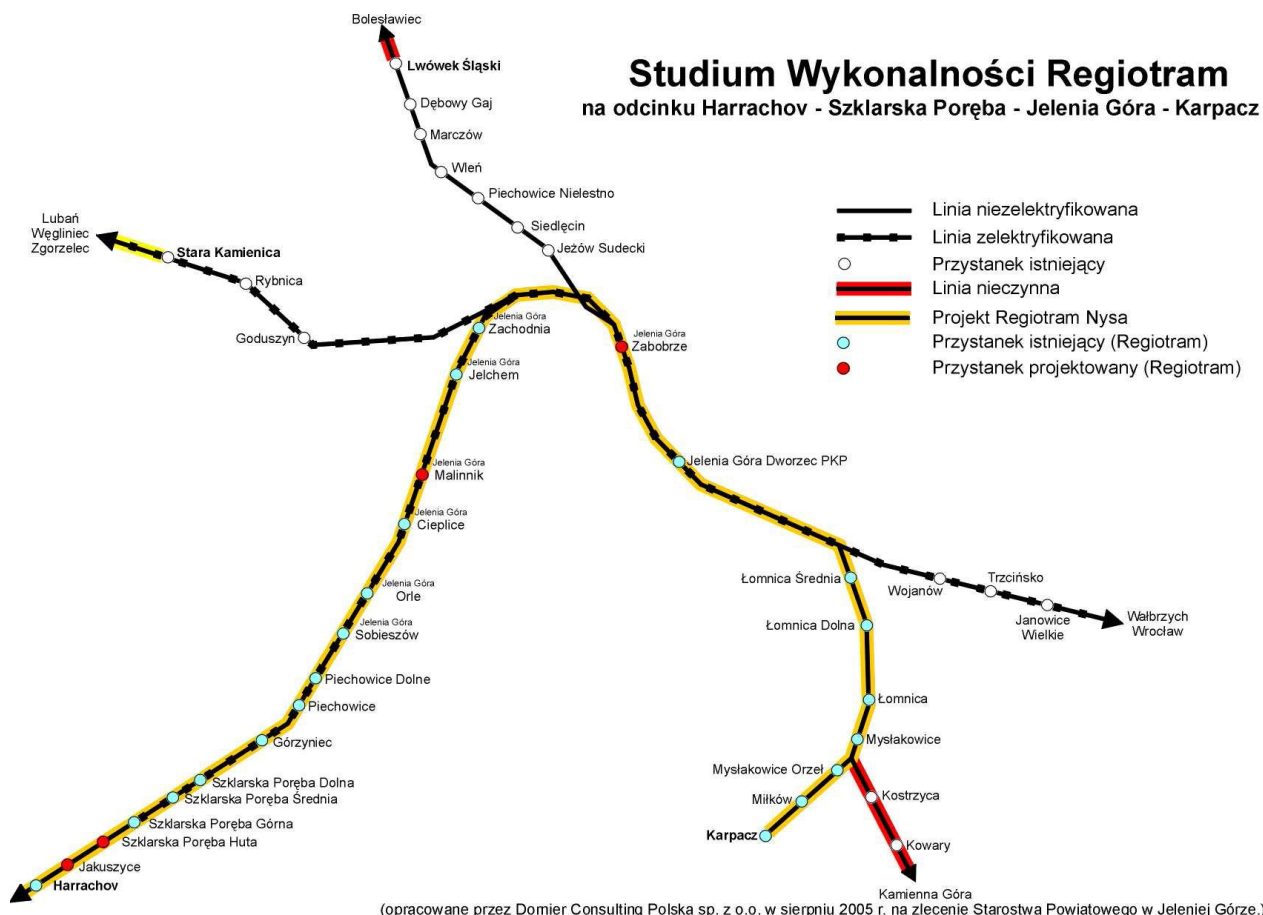 Bolesławiec
Lwówek Śląski
Dębowy Gaj
Marczów
Wleń
Piechowice Nielestno
Siedlęcin
Jeżów Sudecki
Studium Wykonalności Regiotram
na odcinku Harrachov - Szklarska Poręba - Jelenia Góra - Karpacz
Linia niezelektryfikowana
Linia zelektryfikowana
Przystanek istniejący
Linia nieczynna
Projekt Regiotram Nysa
Przystanek istniejący (Regiotram)
Przystanek projektowany (Regiotram)
Lubań
Węgliniec
Zgorzelec
Stara Kamienica
Rybnica
Goduszyn
Jelenia Góra
Zachodnia
Jelenia Góra
Zabobrze
Jelenia Góra
Jelchem
Jelenia Góra
Malinnik
Jelenia Góra
Cieplice
Jelenia Góra
Orle
Jelenia Góra
Sobieszów
Piechowice Dolne
Piechowice
Górzyniec
Szklarska Poręba Dolna
Szklarska Poręba Średnia
Szklarska Poręba Górna
Szklarska Poręba Huta
Jakuszyce
Harrachov
Jelenia Góra Dworzec PKP
Łomnica Średnia
Łomnica Dolna
Łomnica
Mysłakowice
Mysłakowice Orzeł
Miłków
Karpacz
Kostrzyca
Kowary
Kamienna Góra
Wojanów
Trzcińsko
Janowice
Wielkie
Wałbrzych
Wrocław
(opracowane przez Dornier Consulting Polska sp. z o.o. w sierpniu 2005 r. na zlecenie Starostwa Powiatowego w Jeleniej Górze.)